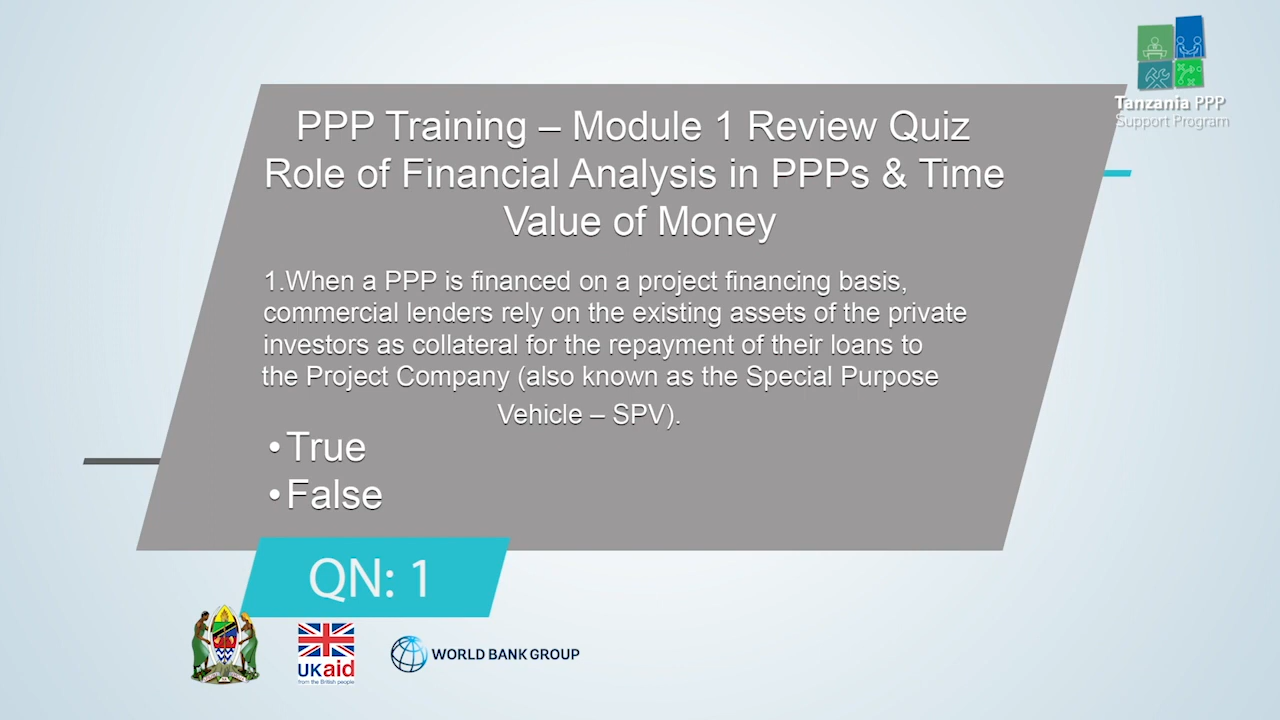 Tanzania PPP
Support Program
PPP Training – Module 1 Review Quiz
Role of Financial Analysis in PPPs & Time
Value of Money
1.When a PPP is financed on a project financing basis,
commercial lenders rely on the existing assets of the private
investors as collateral for the repayment of their loans to
the Project Company (also known as the Special Purpose
Vehicle – SPV).
•True
•False
QN: 1
UKaid
from the British people
WORLD BANK GROUP